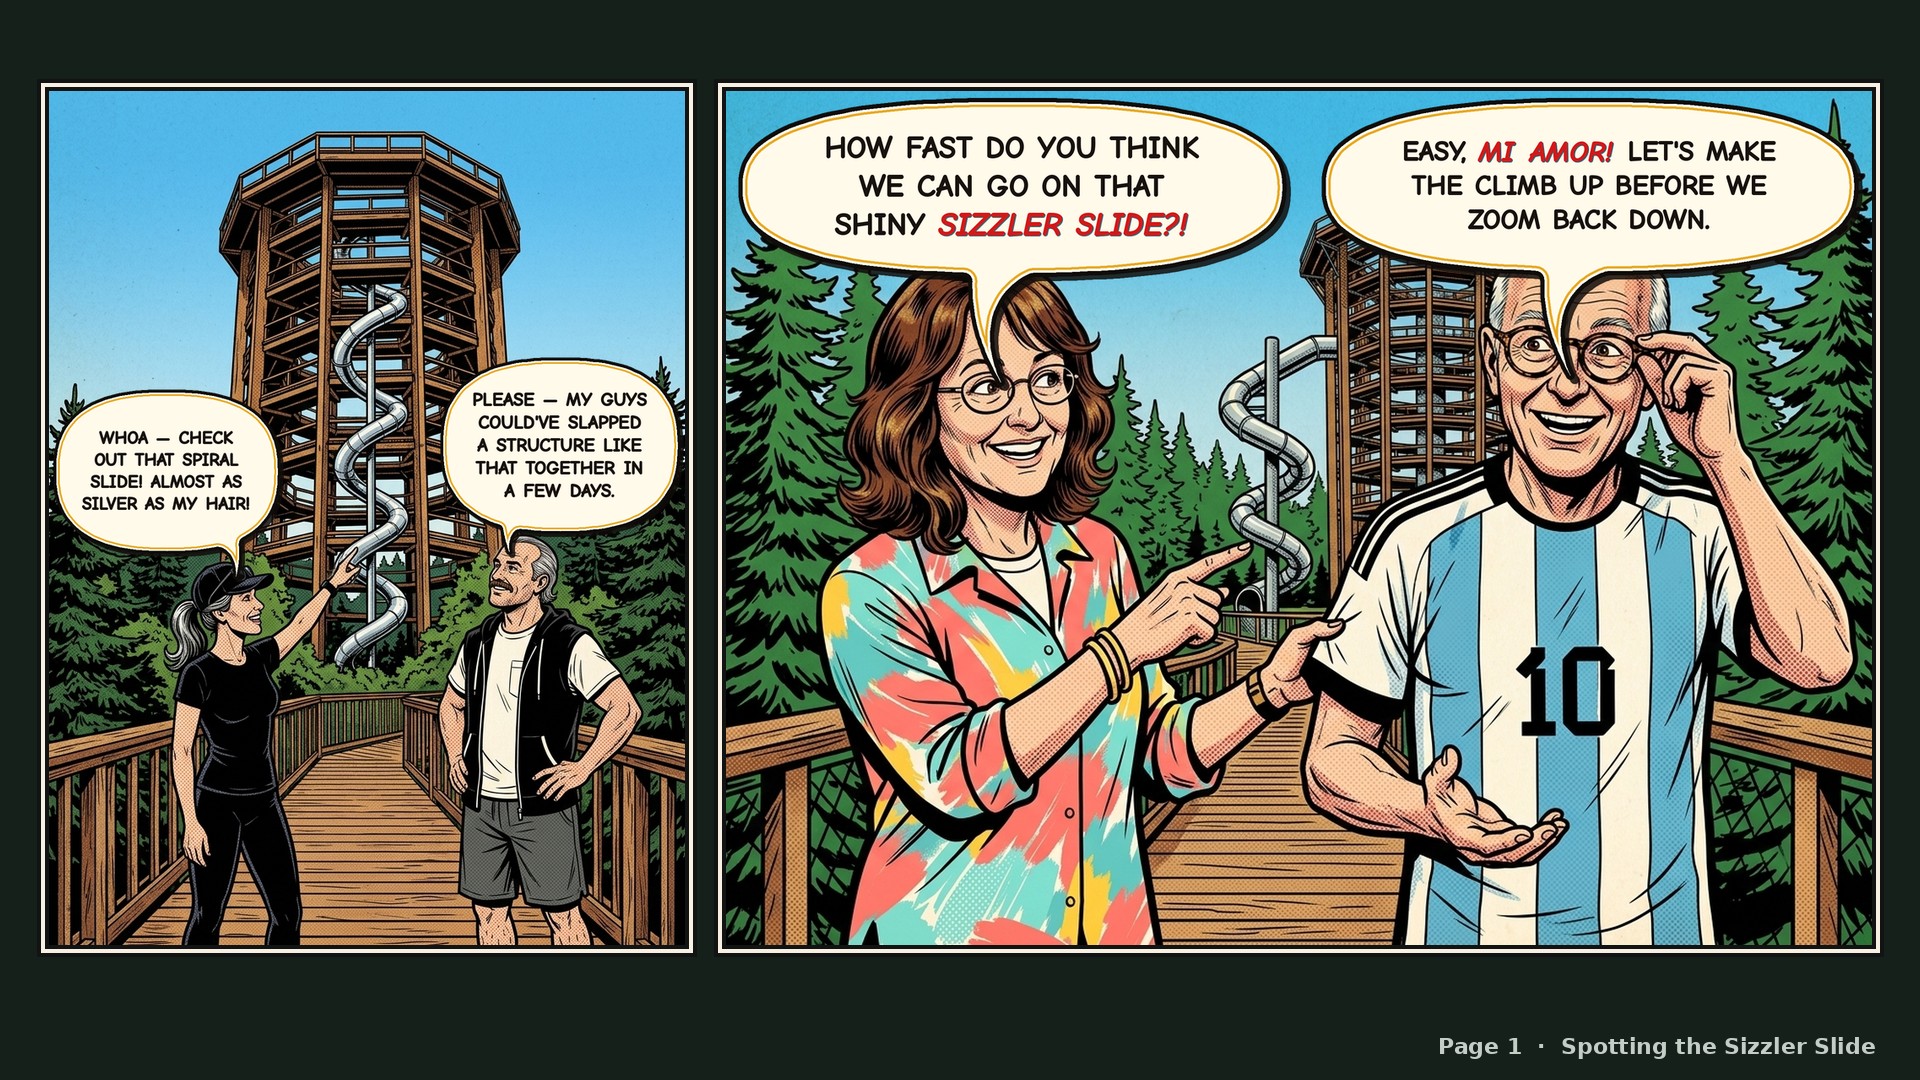 WHOA — CHECK
OUT THAT SPIRAL
SLIDE! ALMOST AS
SILVER AS MY HAIR!
PLEASE — MY GUYS
COULD'VE SLAPPED
A STRUCTURE LIKE
THAT TOGETHER IN
A FEW DAYS.
HOW FAST DO YOU THINK
WE CAN GO ON THAT
SHINY SIZZLER SLIDE?!
EASY, MI AMOR! LET'S MAKE
THE CLIMB UP BEFORE WE
ZOOM BACK DOWN.
10
Page 1 · Spotting the Sizzler Slide